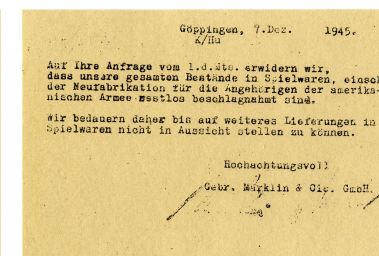 Göppingen, 7.Dez. 1945.
K/Hu
Auf Ihre Anfrage vom 1.d.Mts. erwidern wir,
dass unsere gesamten Bestände in Spielwaren, einsch
der Neufabrikation für die Angehörigen der amerika-
nischen Armee restlos beschlagnahmt sind.
Wir bedauern daher bis auf weiteres Lieferungen in
Spielwaren nicht in Aussicht stellen zu können.
Hochachtungsvoll
Gebr. Märklin & Cie. GmbH.